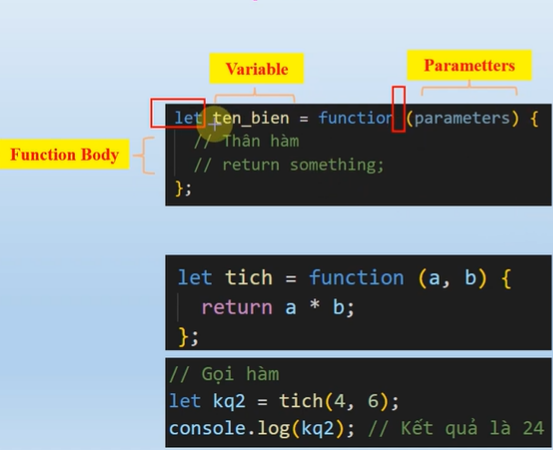 Variable
Parametters
let ten_bien = function (parameters) {
Function Body
// Thân hàm
// return something;
};
let tich = function (a, b) {
return a * b;
};
// Gọi hàm
let kq2 = tich(4, 6);
console.log(kq2); // Kết quả là 24